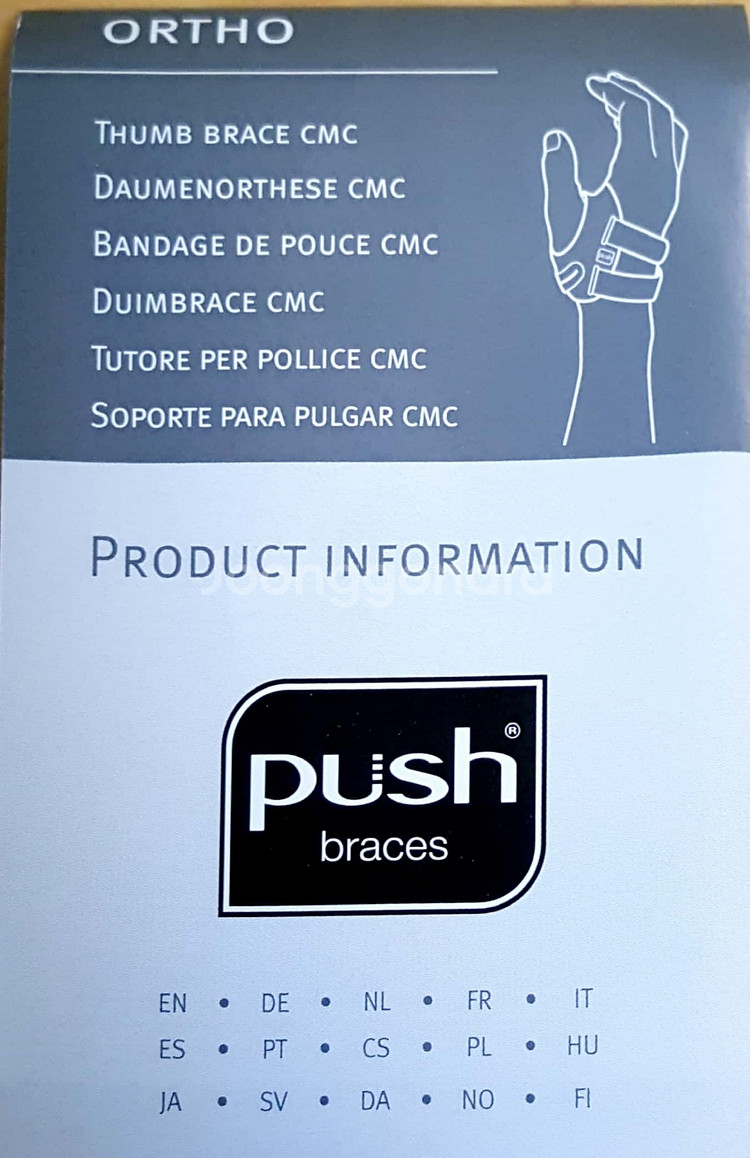 ORTHO
THUMB BRACE CMC
DAUMENORTHESE CMC
BANDAGE DE POUCE CMC
DUIMBRACE CMC
TUTORE PER POLLICE CMC
SOPORTE PARA PULGAR CMC
PRODUCT INFORMATION
Joonggonara
push®
braces
EN • DE • NL • FR • IT
ES • PT • CS • PL • HU
JA • SV • DA • NO • FI